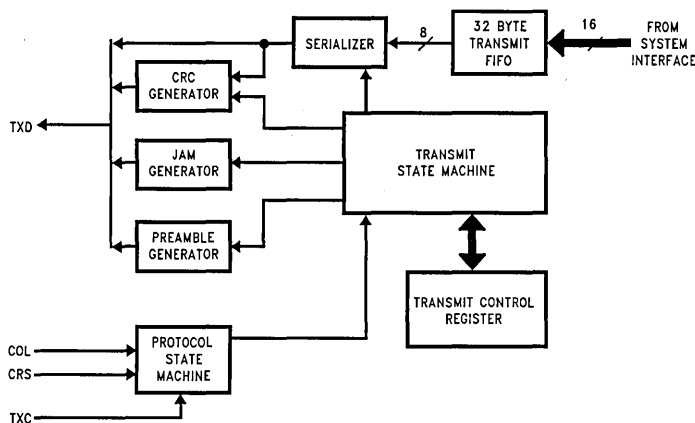 8
16
SERIALIZER
32 BYTE
TRANSMIT
FIFO
FROM
SYSTEM
INTERFACE
CRC
GENERATOR
TXD
JAM
GENERATOR
TRANSMIT
STATE MACHINE
PREAMBLE
GENERATOR
TRANSMIT CONTROL
REGISTER
COL
CRS
PROTOCOL
STATE
MACHINE
TXC